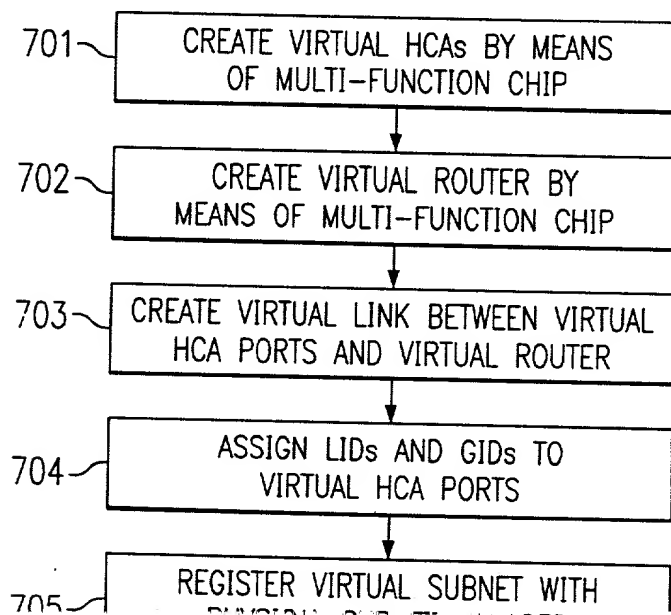 701
CREATE VIRTUAL HCAs BY MEANS
OF MULTI-FUNCTION CHIP
702
CREATE VIRTUAL ROUTER BY
MEANS OF MULTI-FUNCTION CHIP
703
CREATE VIRTUAL LINK BETWEEN VIRTUAL
HCA PORTS AND VIRTUAL ROUTER
704
ASSIGN LIDs AND GIDs TO
VIRTUAL HCA PORTS
705
REGISTER VIRTUAL SUBNET WITH